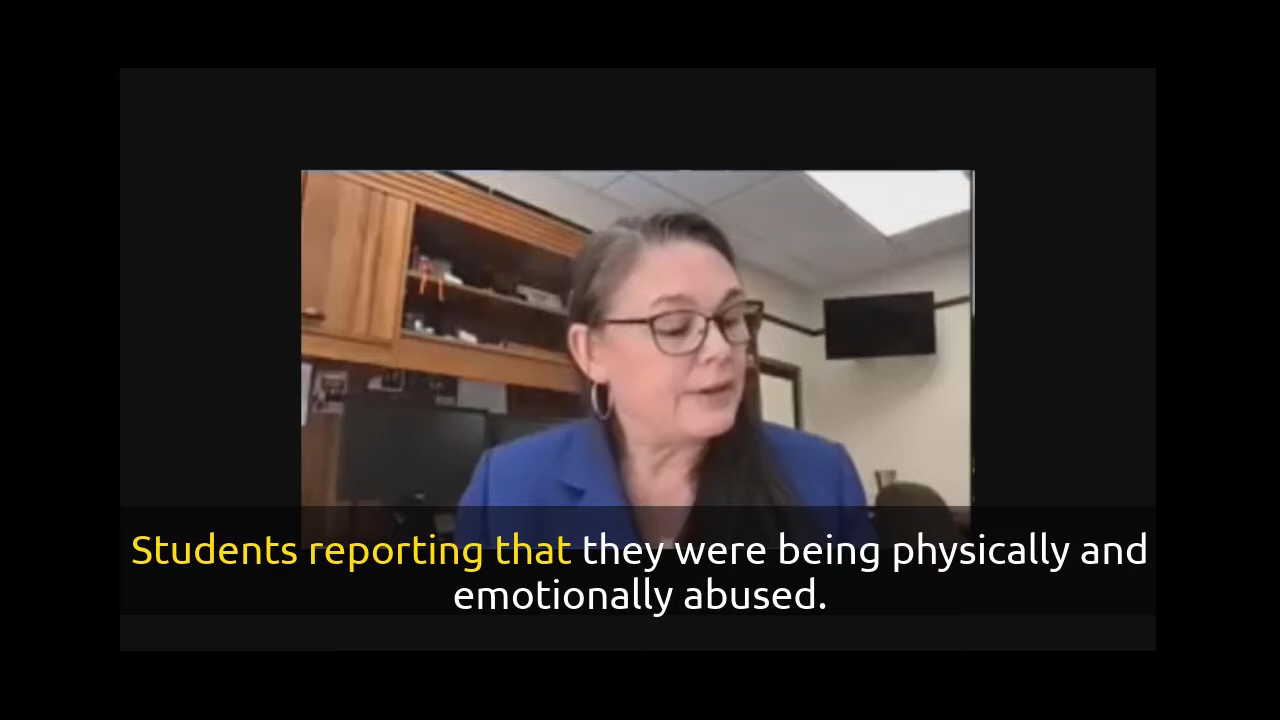 Students reporting that they were being physically and
emotionally abused.